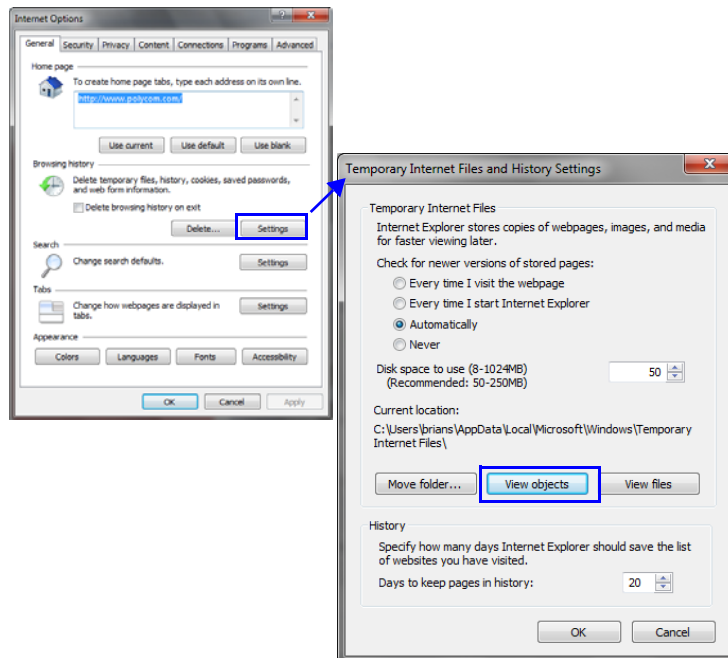 Internet Options
General Security Privacy Content Connections Programs Advanced
Home page
To create home page tabs, type each address on its own line.
http://www.polycom.com/
Use current Use default Use blank
Browsing history
Delete temporary files, history, cookies, saved passwords,
and web form information.
Delete browsing history on exit
Delete... Settings
Search
Change search defaults. Settings
Tabs
Change how webpages are displayed in
tabs.
Settings
Appearance
Colors Languages Fonts Accessibility
OK Cancel Apply
Temporary Internet Files and History Settings
Temporary Internet Files
Internet Explorer stores copies of webpages, images, and media
for faster viewing later.
Check for newer versions of stored pages:
Every time I visit the webpage
Every time I start Internet Explorer
Automatically
Never
Disk space to use (8-1024MB) 50
(Recommended: 50-250MB)
Current location:
C:\Users\brians\AppData\Local\Microsoft\Windows\Temporary
Internet Files\
Move folder... View objects View files
History
Specify how many days Internet Explorer should save the list
of websites you have visited.
Days to keep pages in history: 20
OK Cancel